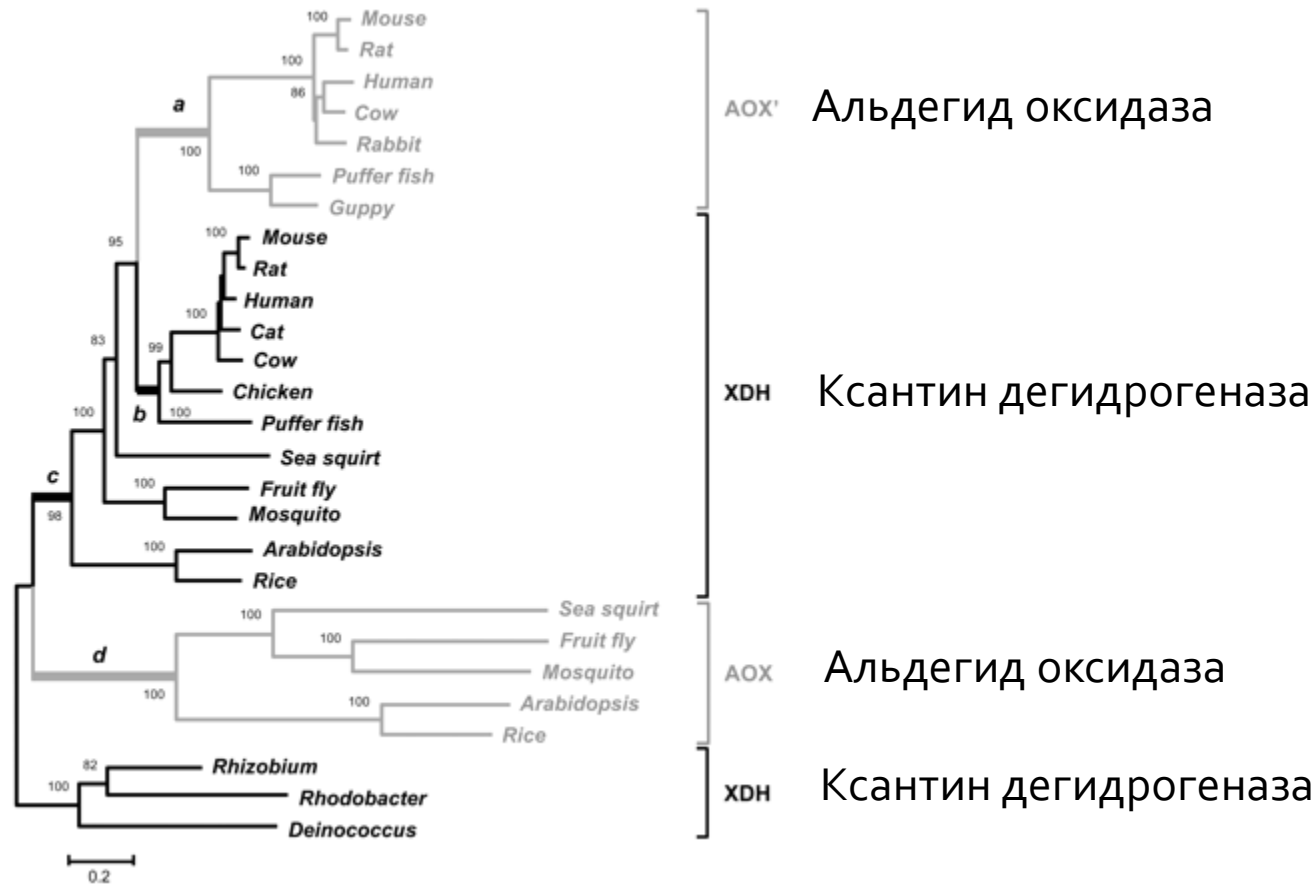 100 Mouse
Rat
100
Human
86
a
Cow
AOX’ Альдегид оксидаза
Rabbit
100
100 Puffer fish
Guppy
100 Mouse
95
Rat
Human
100
Cat
83
99
Cow
Chicken
XDH Ксантин дегидрогеназа
100
b 100 Puffer fish
Sea squirt
c
100 Fruit fly
98
Mosquito
100 Arabidopsis
Rice
100 Sea squirt
100 Fruit fly
d
Mosquito
AOX Альдегид оксидаза
100
100 Arabidopsis
Rice
82 Rhizobium
100
Rhodobacter
XDH Ксантин дегидрогеназа
Deinococcus
0.2